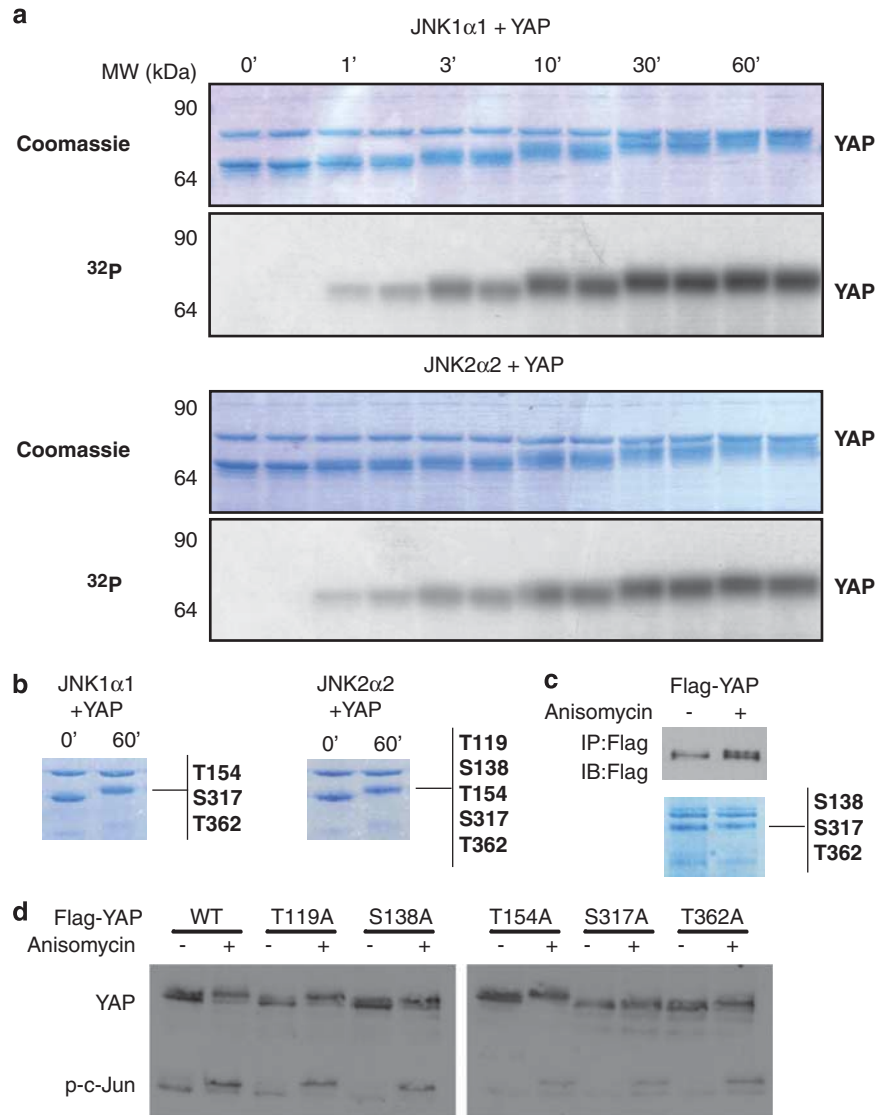 a
JNK1α1 + YAP
MW (kDa) 0’ 1’ 3’ 10’ 30’ 60’
90
Coomassie YAP
64
90
32P
YAP
64
JNK2α2 + YAP
90
YAP
Coomassie
64
90
32P YAP
64
b
JNK1α1
+YAP
0’ 60’
T154
S317
T362
JNK2α2
+YAP
0’ 60’
T119
S138
T154
S317
T362
c
Flag-YAP
Anisomycin - +
IP:Flag
IB:Flag
S138
S317
T362
d
Flag-YAP WT T119A S138A T154A S317A T362A
Anisomycin - + - + - + - + - + - +
YAP
p-c-Jun